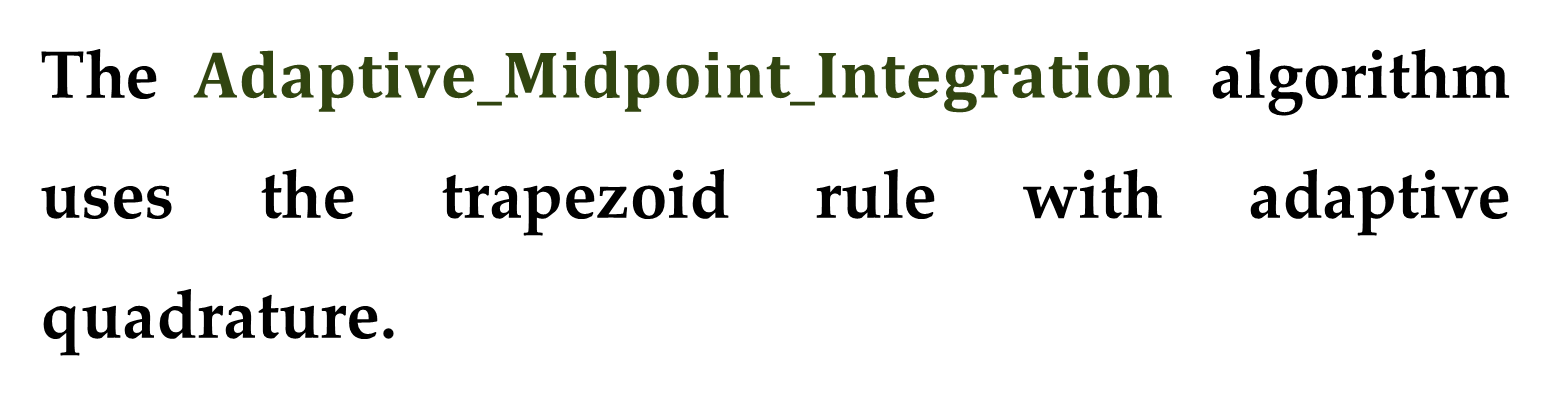 The Adaptive_Midpoint_Integration algorithm
uses the trapezoid rule with adaptive
quadrature.